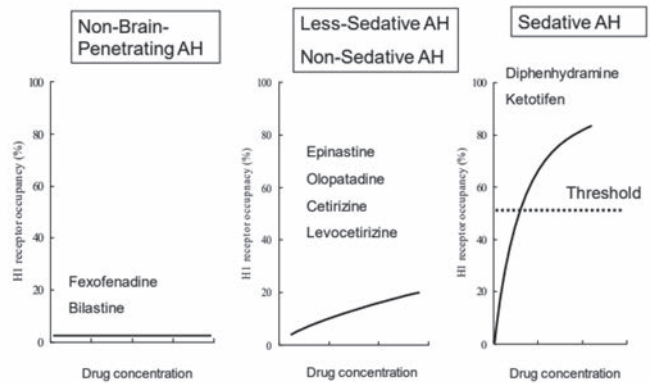 Non-Brain-
Penetrating AH
100
80
60
40
20
0
H1 receptor occupancy (%)
Fexofenadine
Bilastine
Drug concentration
Less-Sedative AH
Non-Sedative AH
100
80
60
40
20
0
H1 receptor occupnacy (%)
Epinastine
Olopatadine
Cetirizine
Levocetirizine
Drug concentration
Sedative AH
100
80
60
40
20
0
H1 receptor occupancy (%)
Diphenhydramine
Ketotifen
Threshold
Drug concentration